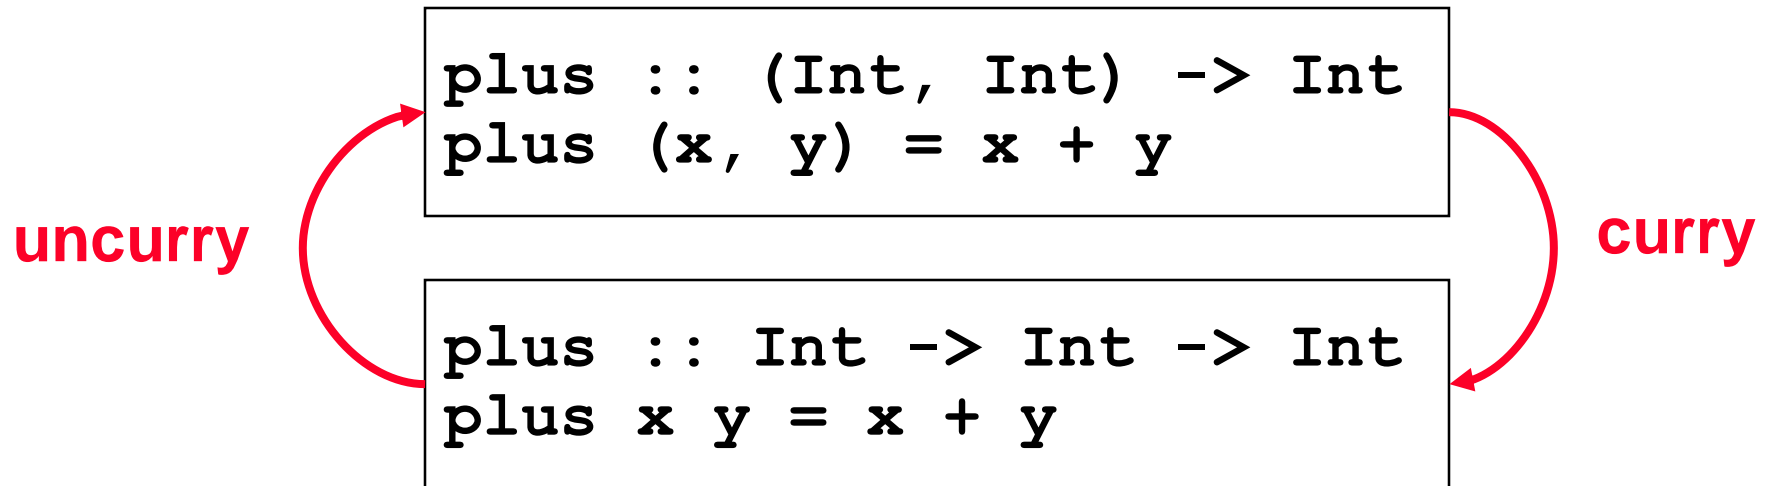 plus :: (Int, Int) -> Int
plus (x, y) = x + y
uncurry
curry
plus :: Int -> Int -> Int
plus x y = x + y